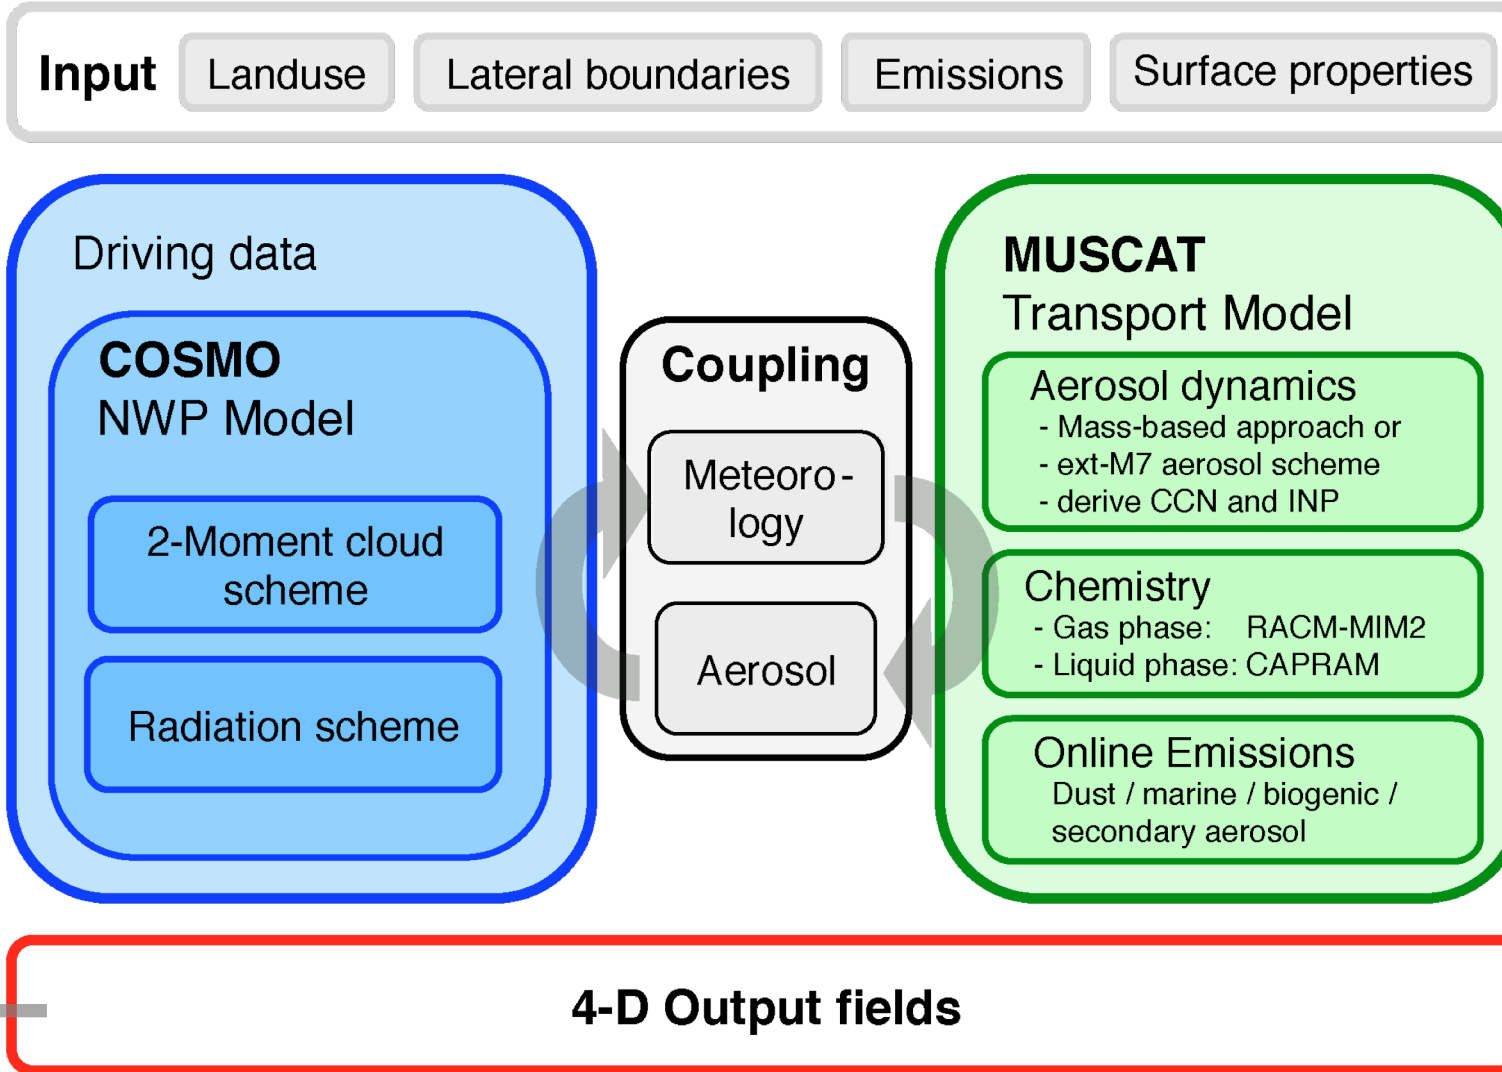 Input Landuse Lateral boundaries Emissions Surface properties
Driving data
COSMO
NWP Model
2-Moment cloud
scheme
Radiation scheme
Coupling
Meteoro-
logy
Aerosol
MUSCAT
Transport Model
Aerosol dynamics
- Mass-based approach or
- ext-M7 aerosol scheme
- derive CCN and INP
Chemistry
- Gas phase: RACM-MIM2
- Liquid phase: CAPRAM
Online Emissions
Dust / marine / biogenic /
secondary aerosol
4-D Output fields